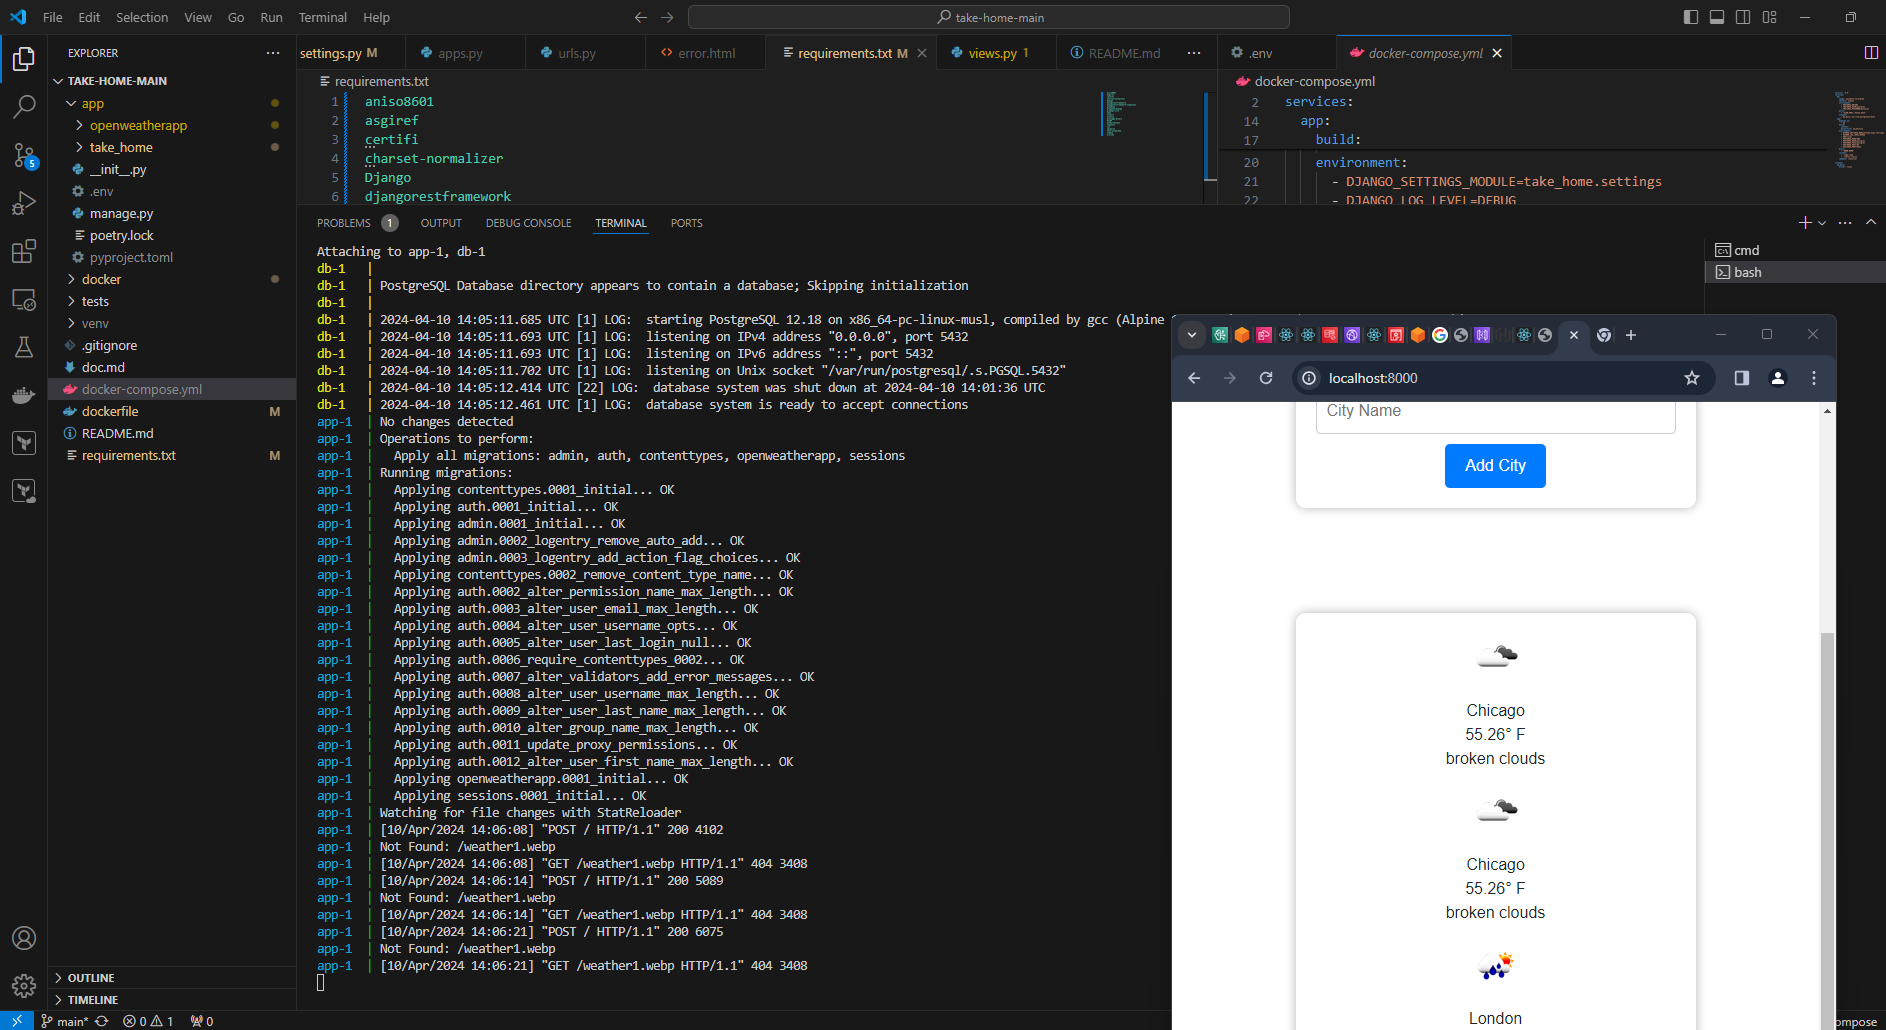 File Edit Selection View Go Run Terminal Help
take-home-main
EXPLORER
TAKE-HOME-MAIN
app
openweatherapp
take_home
__init__.py
.env
manage.py
poetry.lock
pyproject.toml
docker
tests
venv
.gitignore
doc.md
docker-compose.yml
dockerfile M
README.md
requirements.txt M
OUTLINE
TIMELINE
settings.py M apps.py urls.py error.html requirements.txt M views.py 1 README.md
requirements.txt
1 aniso8601
2 asgiref
3 certifi
4 charset-normalizer
5 Django
6 djangorestframework
.env docker-compose.yml
docker-compose.yml
2 services:
14 app:
17 build:
20 environment:
21 - DJANGO_SETTINGS_MODULE=take_home.settings
22 - DJANGO_LOG_LEVEL=DEBUG
PROBLEMS 1 OUTPUT DEBUG CONSOLE TERMINAL PORTS
cmd
bash
Attaching to app-1, db-1
db-1 |
db-1 | PostgreSQL Database directory appears to contain a database; Skipping initialization
db-1 |
db-1 | 2024-04-10 14:05:11.685 UTC [1] LOG: starting PostgreSQL 12.18 on x86_64-pc-linux-musl, compiled by gcc (Alpine
db-1 | 2024-04-10 14:05:11.693 UTC [1] LOG: listening on IPv4 address "0.0.0.0", port 5432
db-1 | 2024-04-10 14:05:11.693 UTC [1] LOG: listening on IPv6 address "::", port 5432
db-1 | 2024-04-10 14:05:11.702 UTC [1] LOG: listening on Unix socket "/var/run/postgresql/.s.PGSQL.5432"
db-1 | 2024-04-10 14:05:12.414 UTC [22] LOG: database system was shut down at 2024-04-10 14:01:36 UTC
db-1 | 2024-04-10 14:05:12.461 UTC [1] LOG: database system is ready to accept connections
app-1 | No changes detected
app-1 | Operations to perform:
app-1 | Apply all migrations: admin, auth, contenttypes, openweatherapp, sessions
app-1 | Running migrations:
app-1 | Applying contenttypes.0001_initial... OK
app-1 | Applying auth.0001_initial... OK
app-1 | Applying admin.0001_initial... OK
app-1 | Applying admin.0002_logentry_remove_auto_add... OK
app-1 | Applying admin.0003_logentry_add_action_flag_choices... OK
app-1 | Applying contenttypes.0002_remove_content_type_name... OK
app-1 | Applying auth.0002_alter_permission_name_max_length... OK
app-1 | Applying auth.0003_alter_user_email_max_length... OK
app-1 | Applying auth.0004_alter_user_username_opts... OK
app-1 | Applying auth.0005_alter_user_last_login_null... OK
app-1 | Applying auth.0006_require_contenttypes_0002... OK
app-1 | Applying auth.0007_alter_validators_add_error_messages... OK
app-1 | Applying auth.0008_alter_user_username_max_length... OK
app-1 | Applying auth.0009_alter_user_last_name_max_length... OK
app-1 | Applying auth.0010_alter_group_name_max_length... OK
app-1 | Applying auth.0011_update_proxy_permissions... OK
app-1 | Applying auth.0012_alter_user_first_name_max_length... OK
app-1 | Applying openweatherapp.0001_initial... OK
app-1 | Applying sessions.0001_initial... OK
app-1 | Watching for file changes with StatReloader
app-1 | [10/Apr/2024 14:06:08] "POST / HTTP/1.1" 200 4102
app-1 | Not Found: /weather1.webp
app-1 | [10/Apr/2024 14:06:08] "GET /weather1.webp HTTP/1.1" 404 3408
app-1 | [10/Apr/2024 14:06:14] "POST / HTTP/1.1" 200 5089
app-1 | Not Found: /weather1.webp
app-1 | [10/Apr/2024 14:06:14] "GET /weather1.webp HTTP/1.1" 404 3408
app-1 | [10/Apr/2024 14:06:21] "POST / HTTP/1.1" 200 6075
app-1 | Not Found: /weather1.webp
app-1 | [10/Apr/2024 14:06:21] "GET /weather1.webp HTTP/1.1" 404 3408
localhost:8000
City Name
Add City
Chicago
55.26° F
broken clouds
Chicago
55.26° F
broken clouds
London
5
main* 0 1 0
ompose